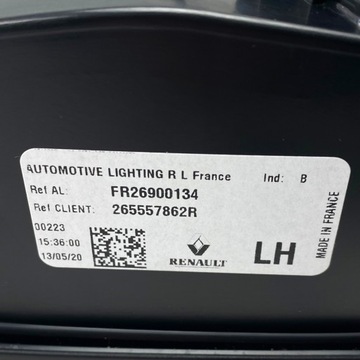 AUTOMOTIVE LIGHTING R L France Ind: B
Ref AL: FR26900134
Ref CLIENT: 265557862R
00223
15:36:00
13/05/20
RENAULT
LH
MADE IN FRANCE